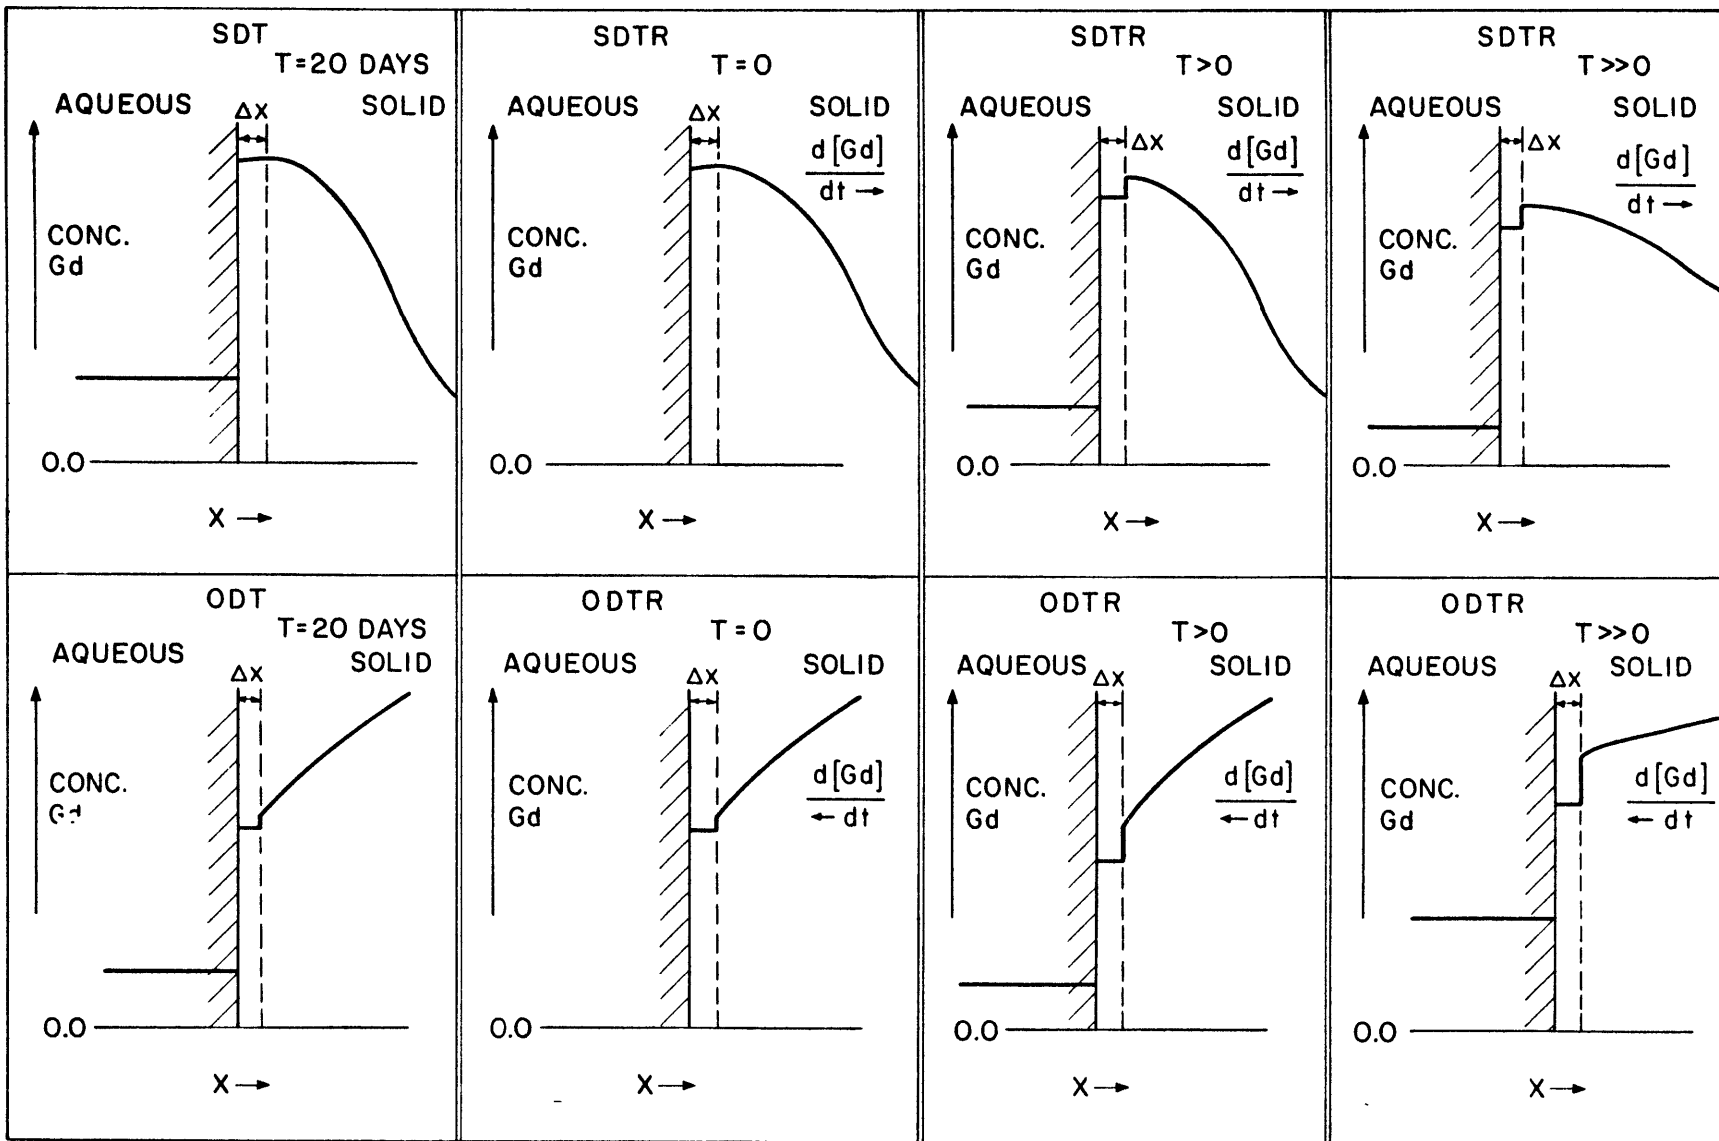 SDT
T=20 DAYS
AQUEOUS
SOLID
Δx
CONC.
Gd
0.0
X →
SDTR
T=0
AQUEOUS
SOLID
Δx
d[Gd]
dt →
CONC.
Gd
0.0
X →
SDTR
T>0
AQUEOUS
SOLID
Δx
d[Gd]
dt →
CONC.
Gd
0.0
X →
SDTR
T>>0
AQUEOUS
SOLID
Δx
d[Gd]
dt →
CONC.
Gd
0.0
X →
ODT
T=20 DAYS
AQUEOUS
SOLID
Δx
CONC.
Gd
0.0
X →
ODTR
T=0
AQUEOUS
SOLID
Δx
d[Gd]
← dt
CONC.
Gd
0.0
X →
ODTR
T>0
AQUEOUS
SOLID
Δx
d[Gd]
← dt
CONC.
Gd
0.0
X →
ODTR
T>>0
AQUEOUS
SOLID
Δx
d[Gd]
← dt
CONC.
Gd
0.0
X →